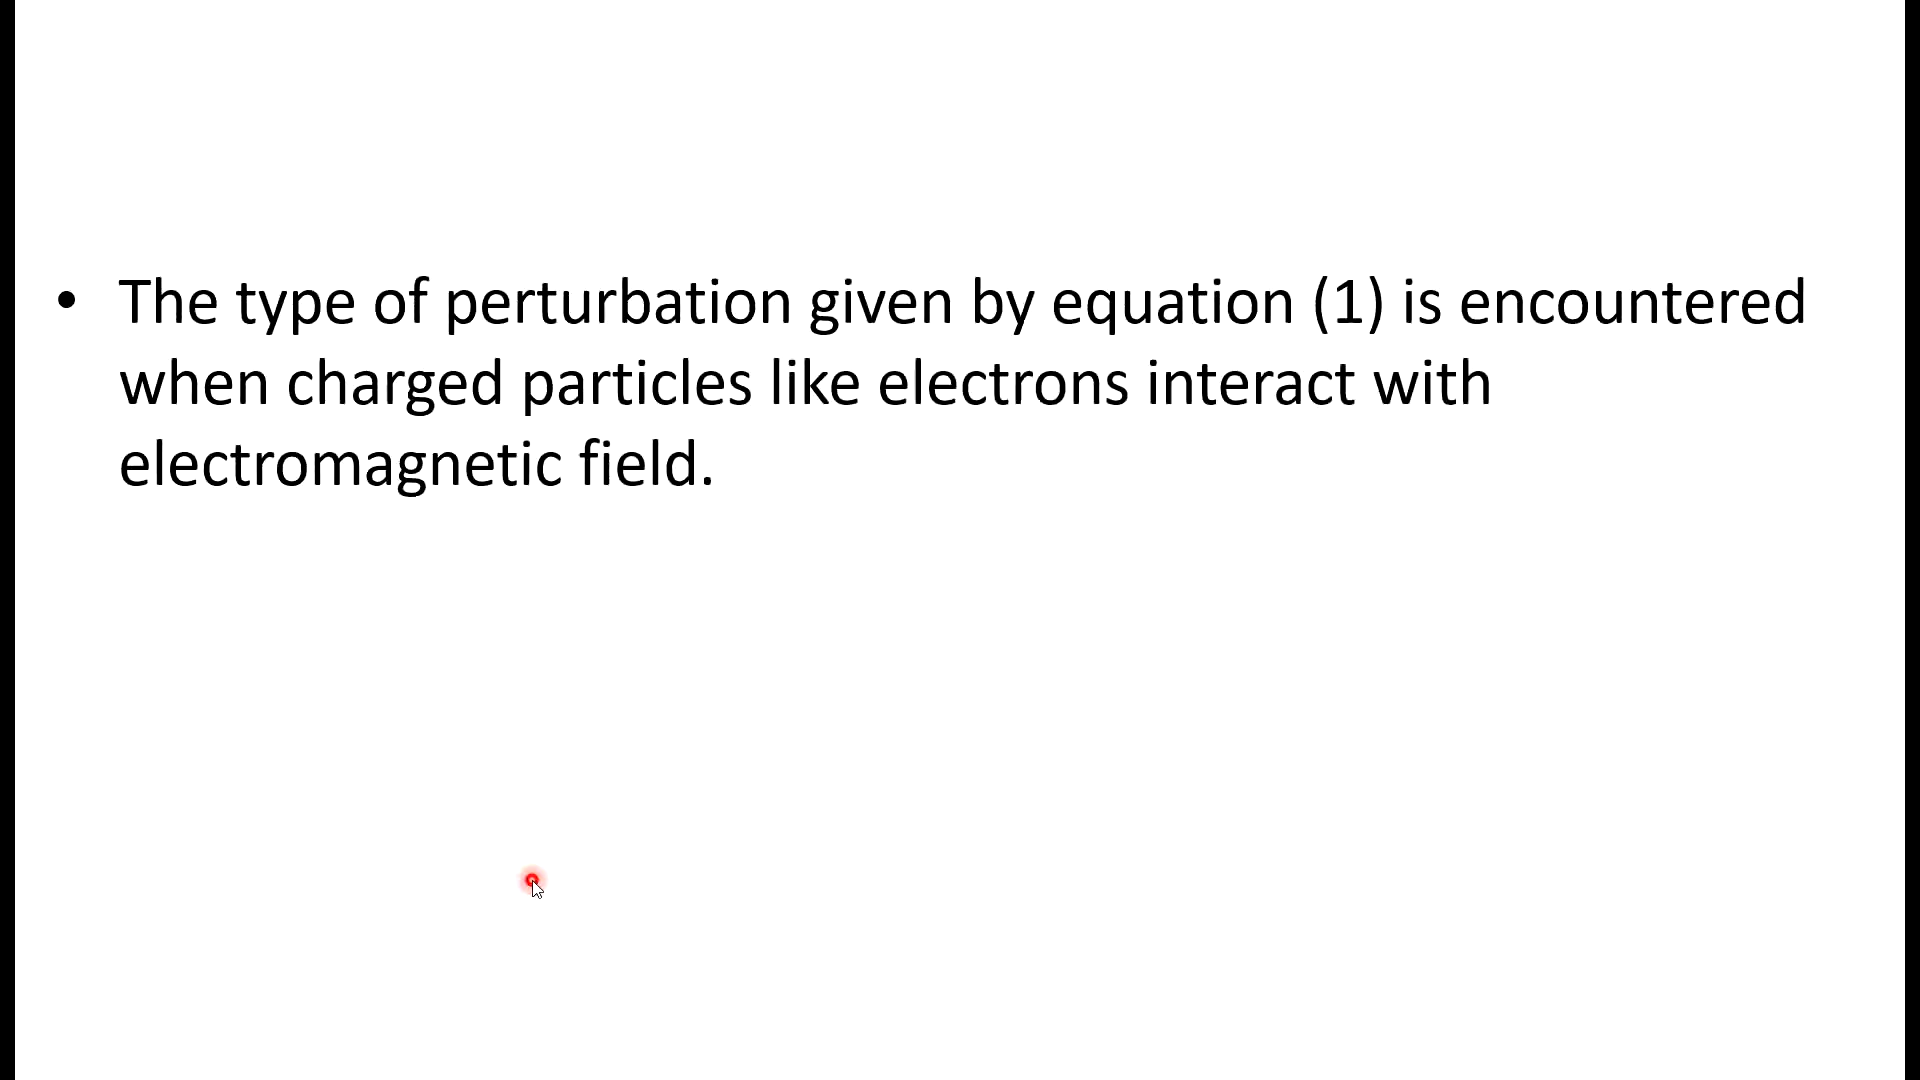 • The type of perturbation given by equation (1) is encountered
when charged particles like electrons interact with
electromagnetic field.